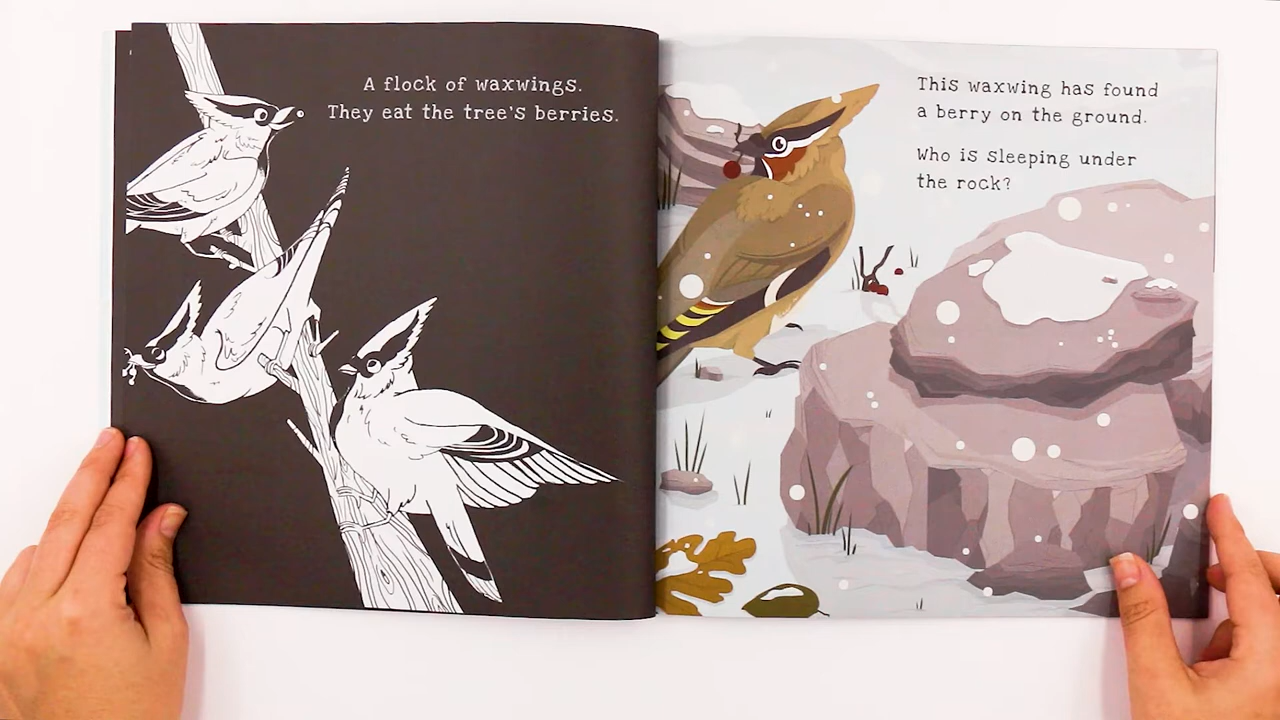 A flock of waxwings.
They eat the tree's berries.
This waxwing has found
a berry on the ground.
Who is sleeping under
the rock?